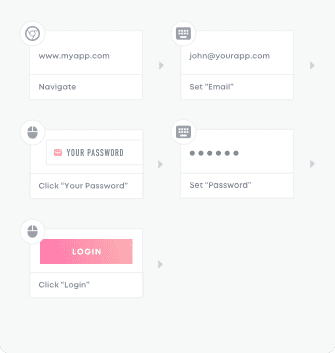 www.myapp.com
Navigate
john@yourapp.com
Set "Email"
YOUR PASSWORD
Click "Your Password"
Set "Password"
LOGIN
Click "Login"